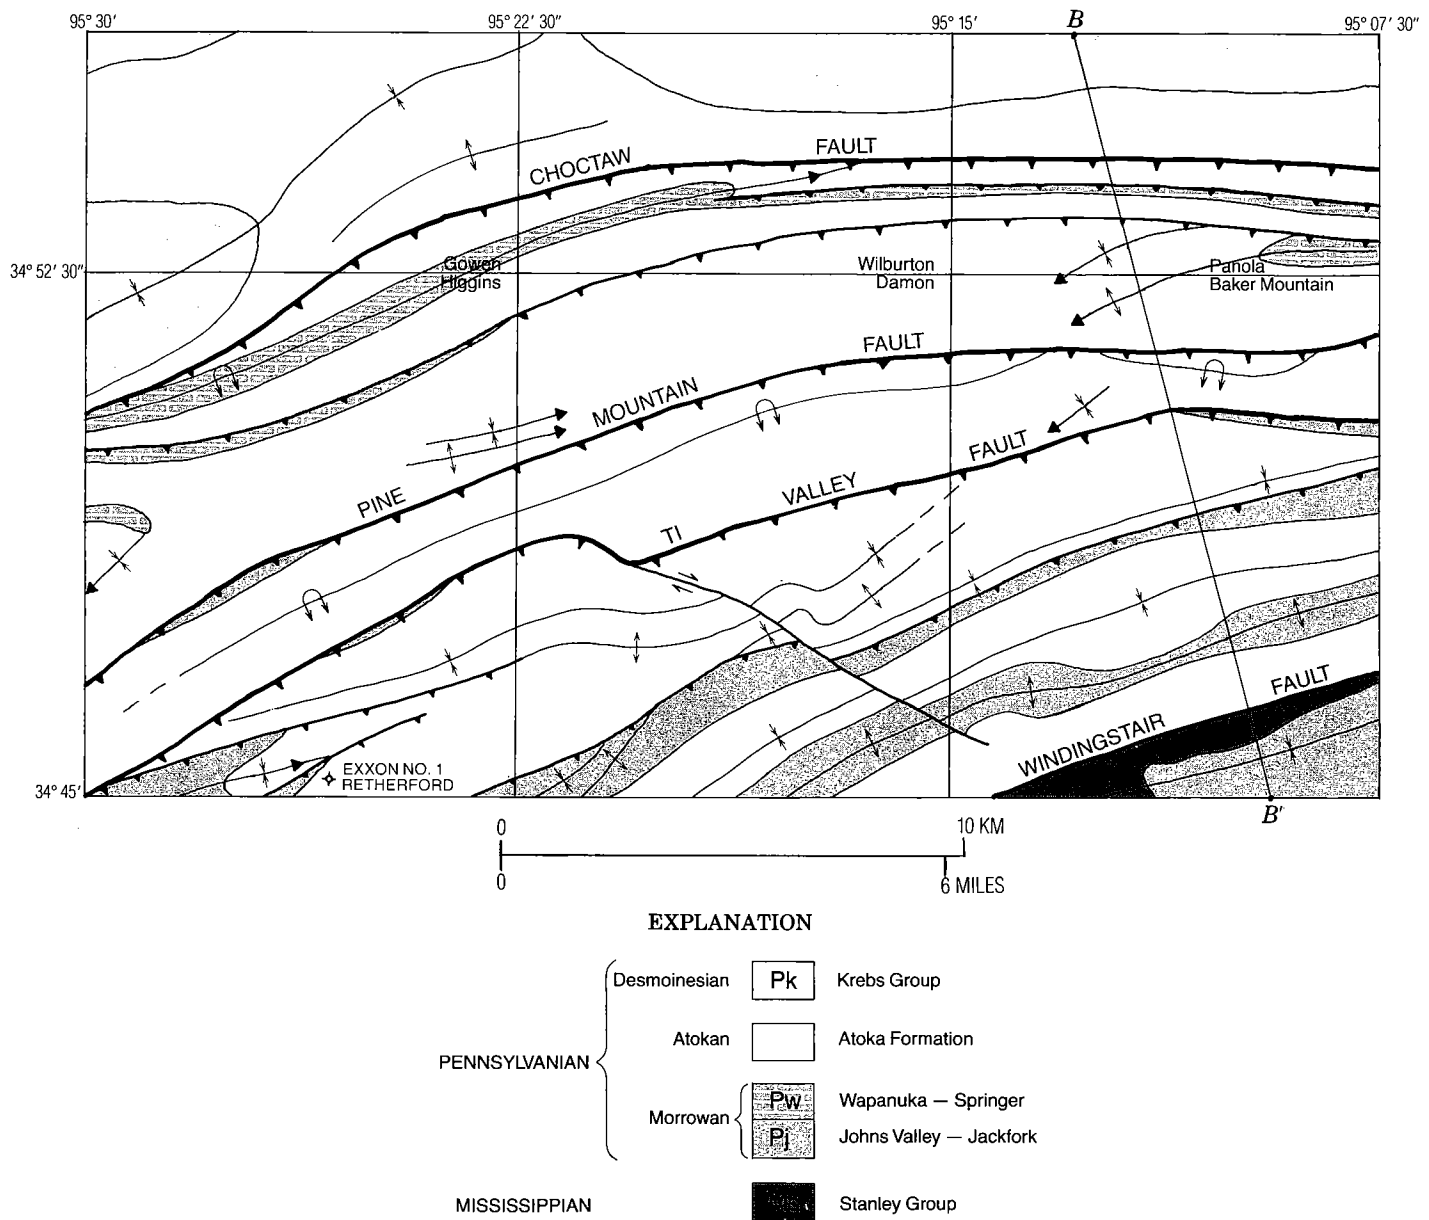 95° 30′
95° 22′ 30″
95° 15′
B
95° 07′ 30″
FAULT
CHOCTAW
34° 52′ 30″
Gowen
Higgins
Wilburton
Damon
Panola
Baker Mountain
FAULT
MOUNTAIN
PINE
FAULT
VALLEY
TI
FAULT
WINDINGSTAIR
EXXON NO. 1
RETHERFORD
34° 45′
B′
0
10 KM
0
6 MILES
EXPLANATION
Desmoinesian
Pk
Krebs Group
Atokan
Atoka Formation
PENNSYLVANIAN
Morrowan
Pw
Wapanuka — Springer
Pj
Johns Valley — Jackfork
MISSISSIPPIAN
Stanley Group